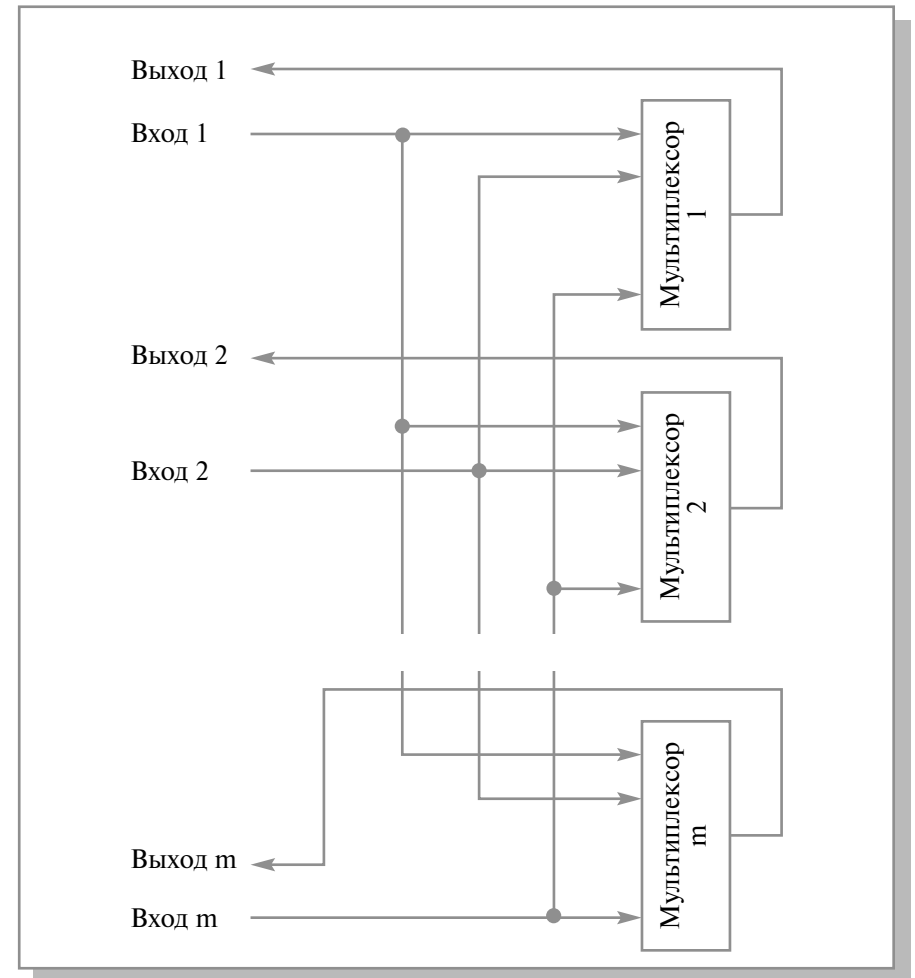 Выход 1
Вход 1
Мультиплексор
1
Выход 2
Вход 2
Мультиплексор
2
Выход m
Вход m
Мультиплексор
m